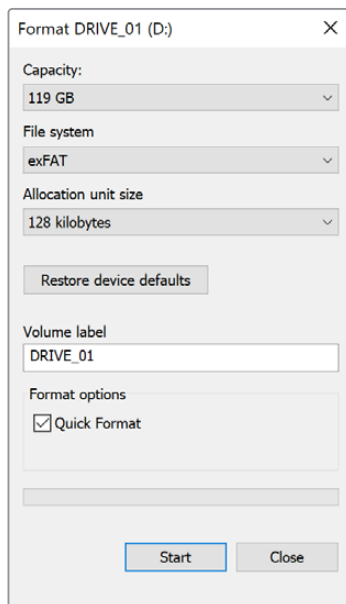 Format DRIVE_01 (D:)
Capacity:
119 GB
File system
exFAT
Allocation unit size
128 kilobytes
Restore device defaults
Volume label
DRIVE_01
Format options
Quick Format
Start Close